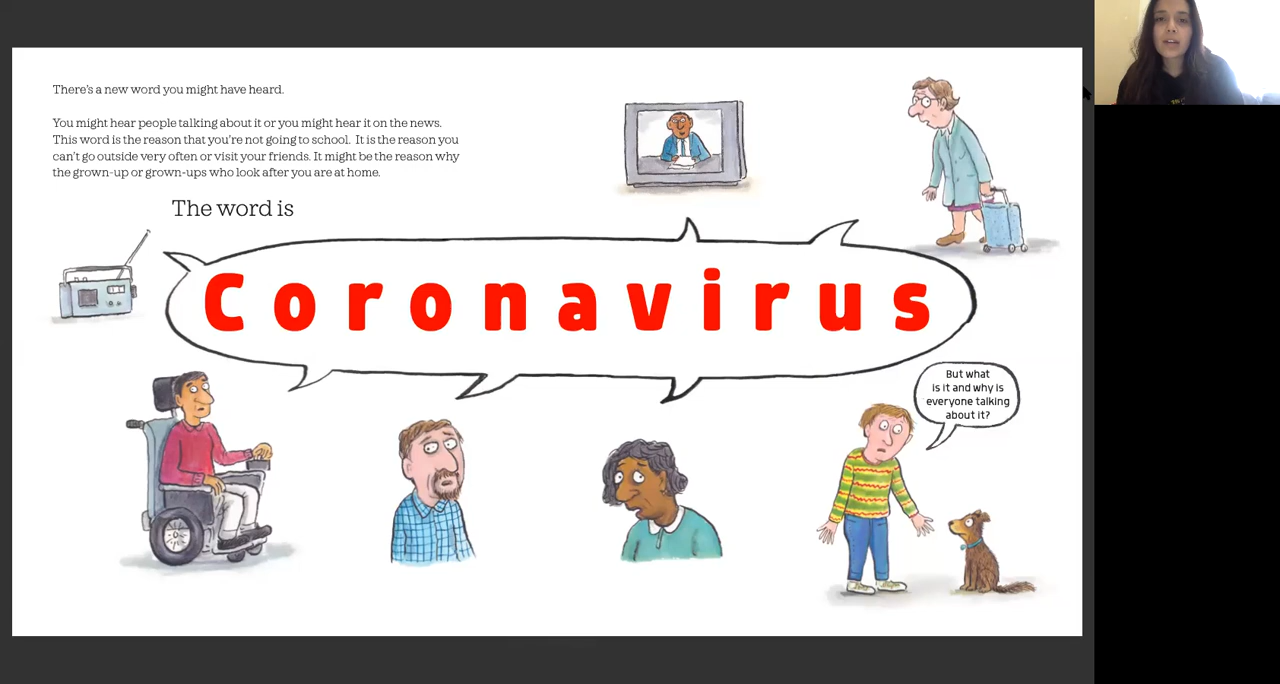 There's a new word you might have heard.
You might hear people talking about it or you might hear it on the news.
This word is the reason that you're not going to school. It is the reason you
can't go outside very often or visit your friends. It might be the reason why
the grown-up or grown-ups who look after you are at home.
The word is
Coronavirus
But what
is it and why is
everyone talking
about it?